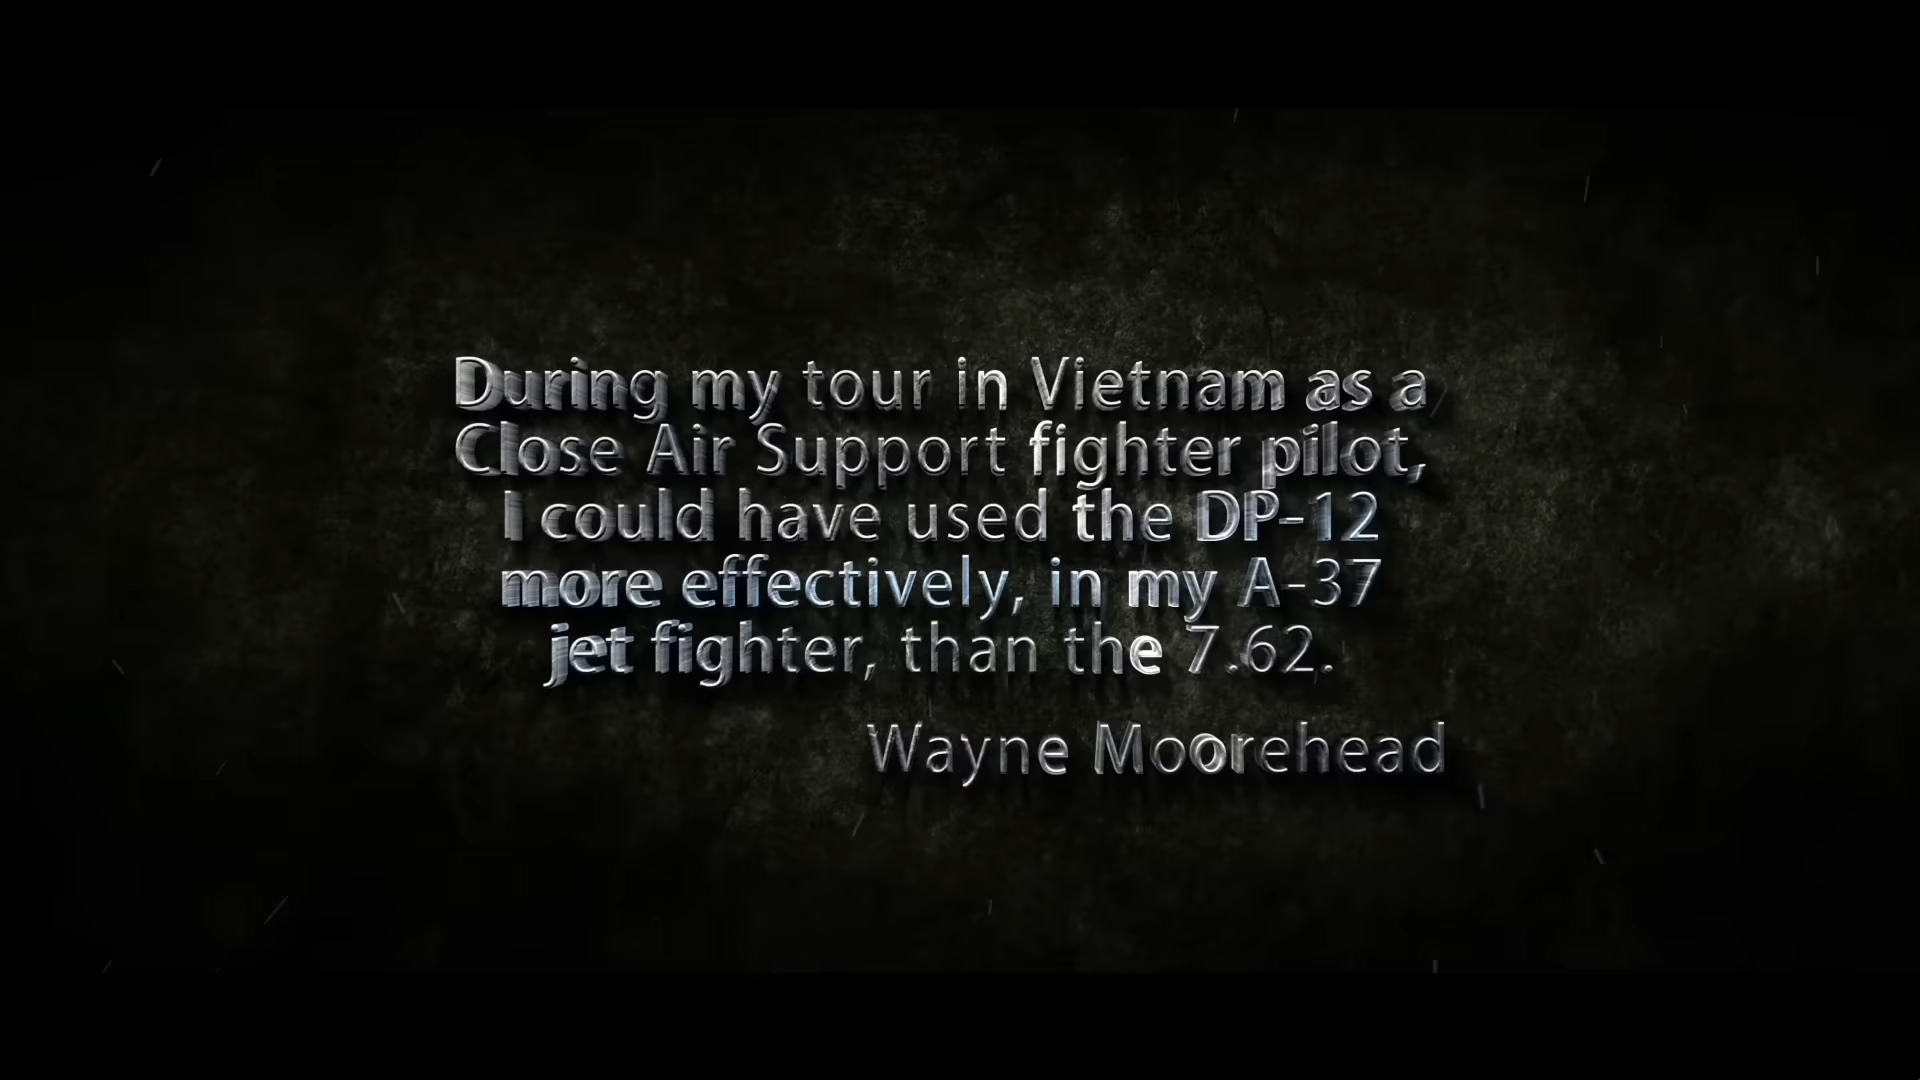 During my tour in Vietnam as a
Close Air Support fighter pilot,
I could have used the DP-12
more effectively, in my A-37
jet fighter, than the 7.62.
Wayne Moorehead